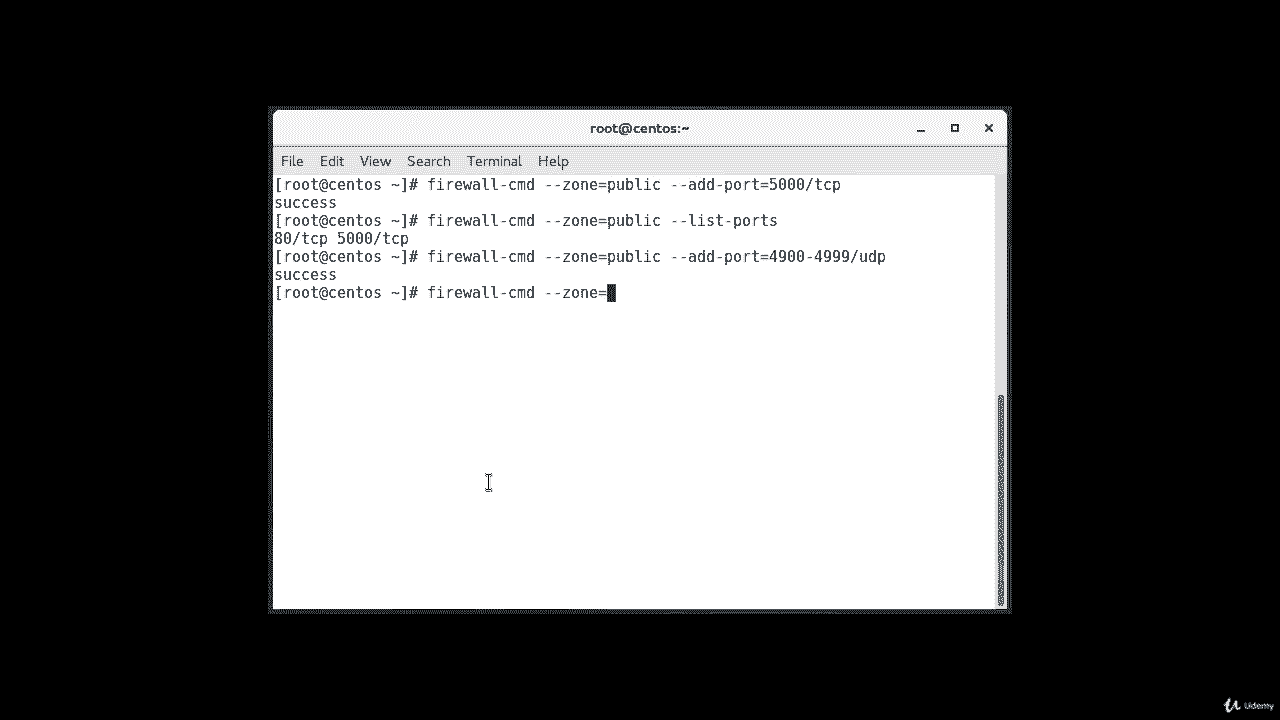 root@centos:~
File Edit View Search Terminal Help
[root@centos ~]# firewall-cmd --zone=public --add-port=5000/tcp
success
[root@centos ~]# firewall-cmd --zone=public --list-ports
80/tcp 5000/tcp
[root@centos ~]# firewall-cmd --zone=public --add-port=4900-4999/udp
success
[root@centos ~]# firewall-cmd --zone=
Udemy